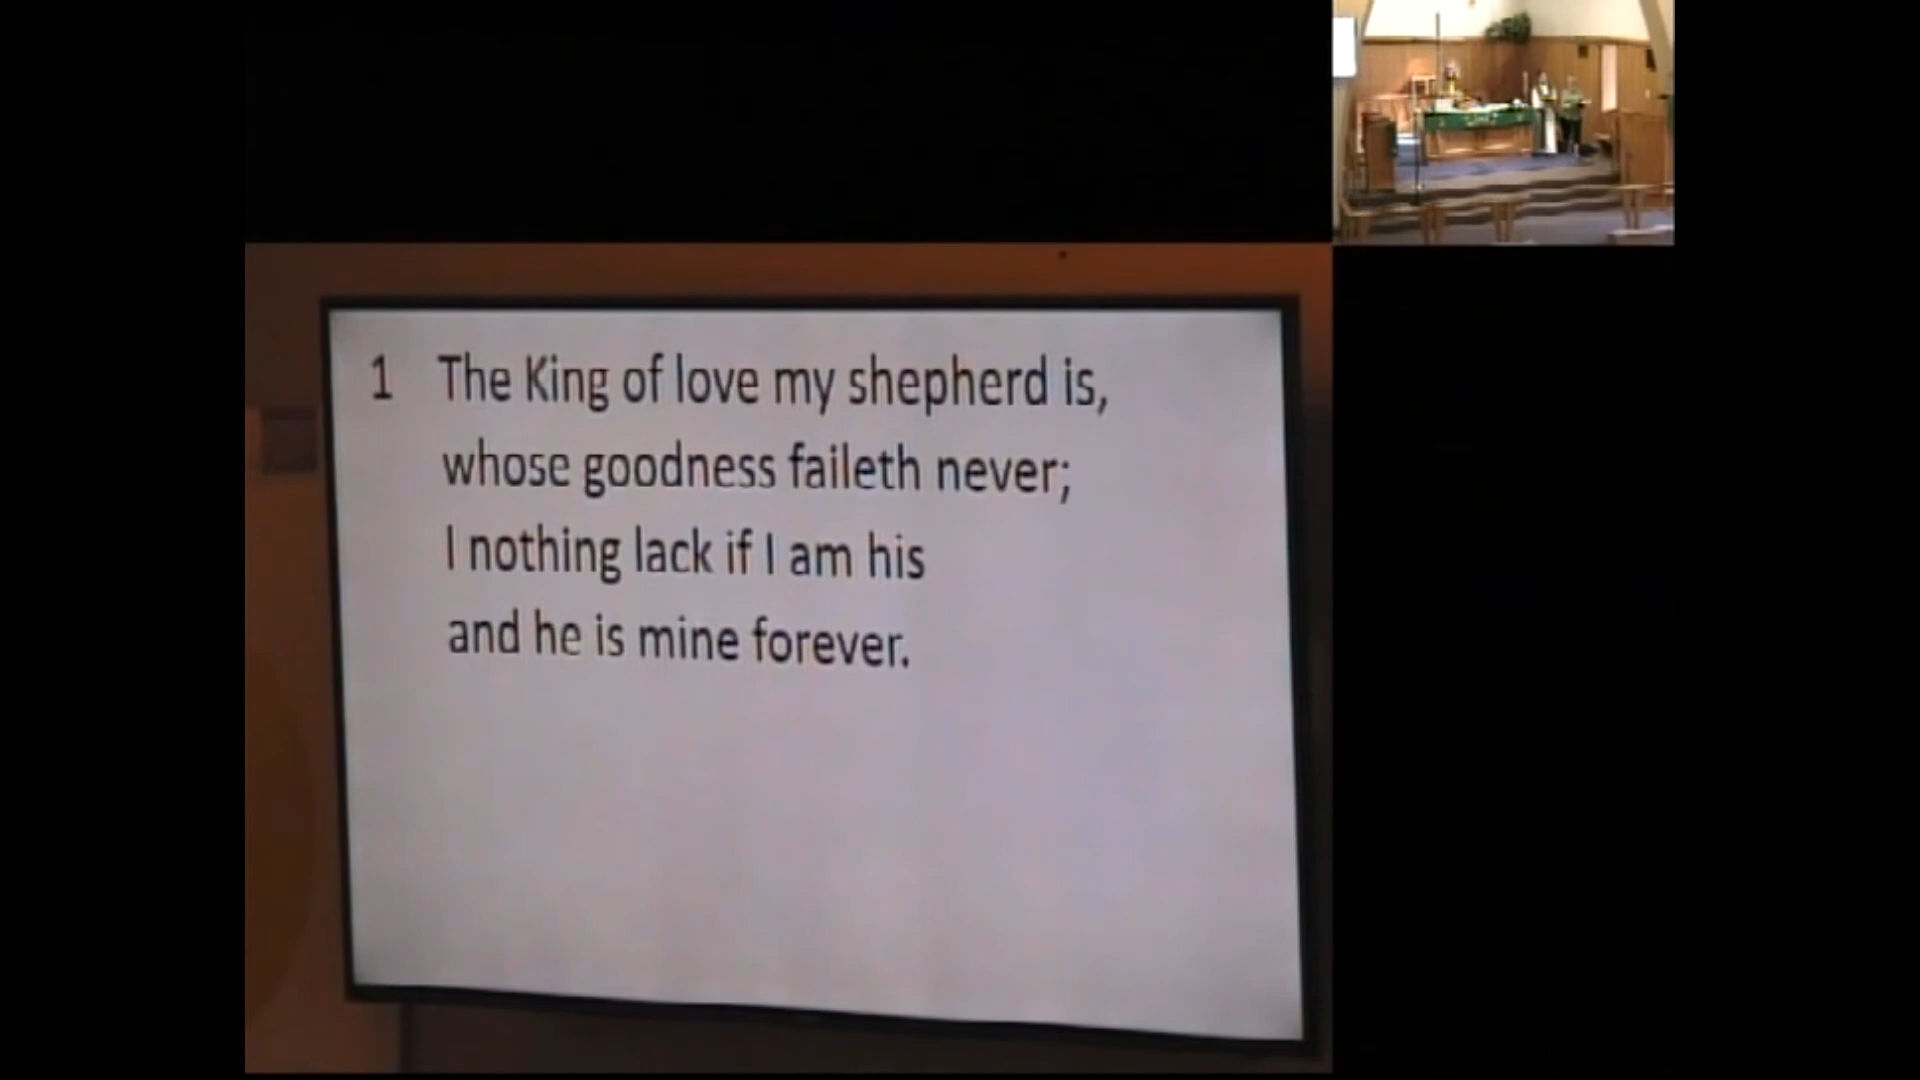 1 The King of love my shepherd is,
whose goodness faileth never;
I nothing lack if I am his
and he is mine forever.